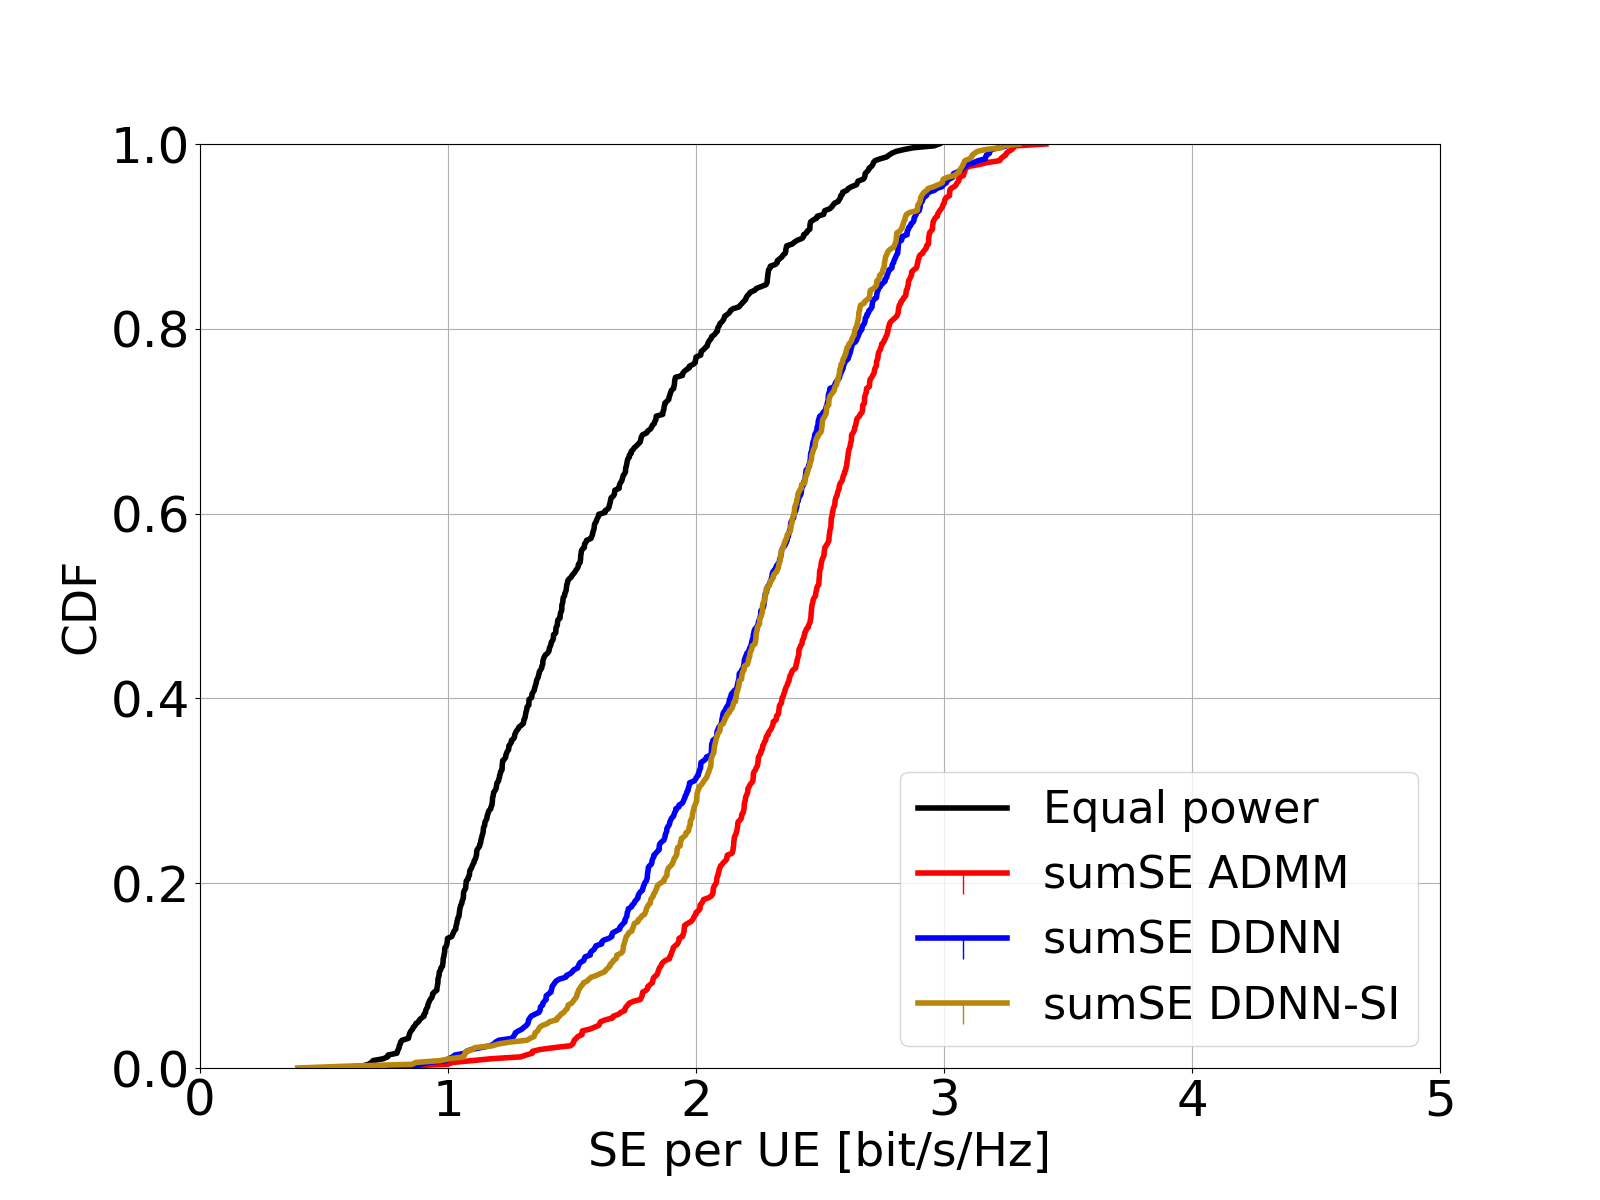 1.0
0.8
0.6
0.4
0.2
0.0
CDF
Equal power
sumSE ADMM
sumSE DDNN
sumSE DDNN-SI
0 1 2 3 4 5
SE per UE [bit/s/Hz]